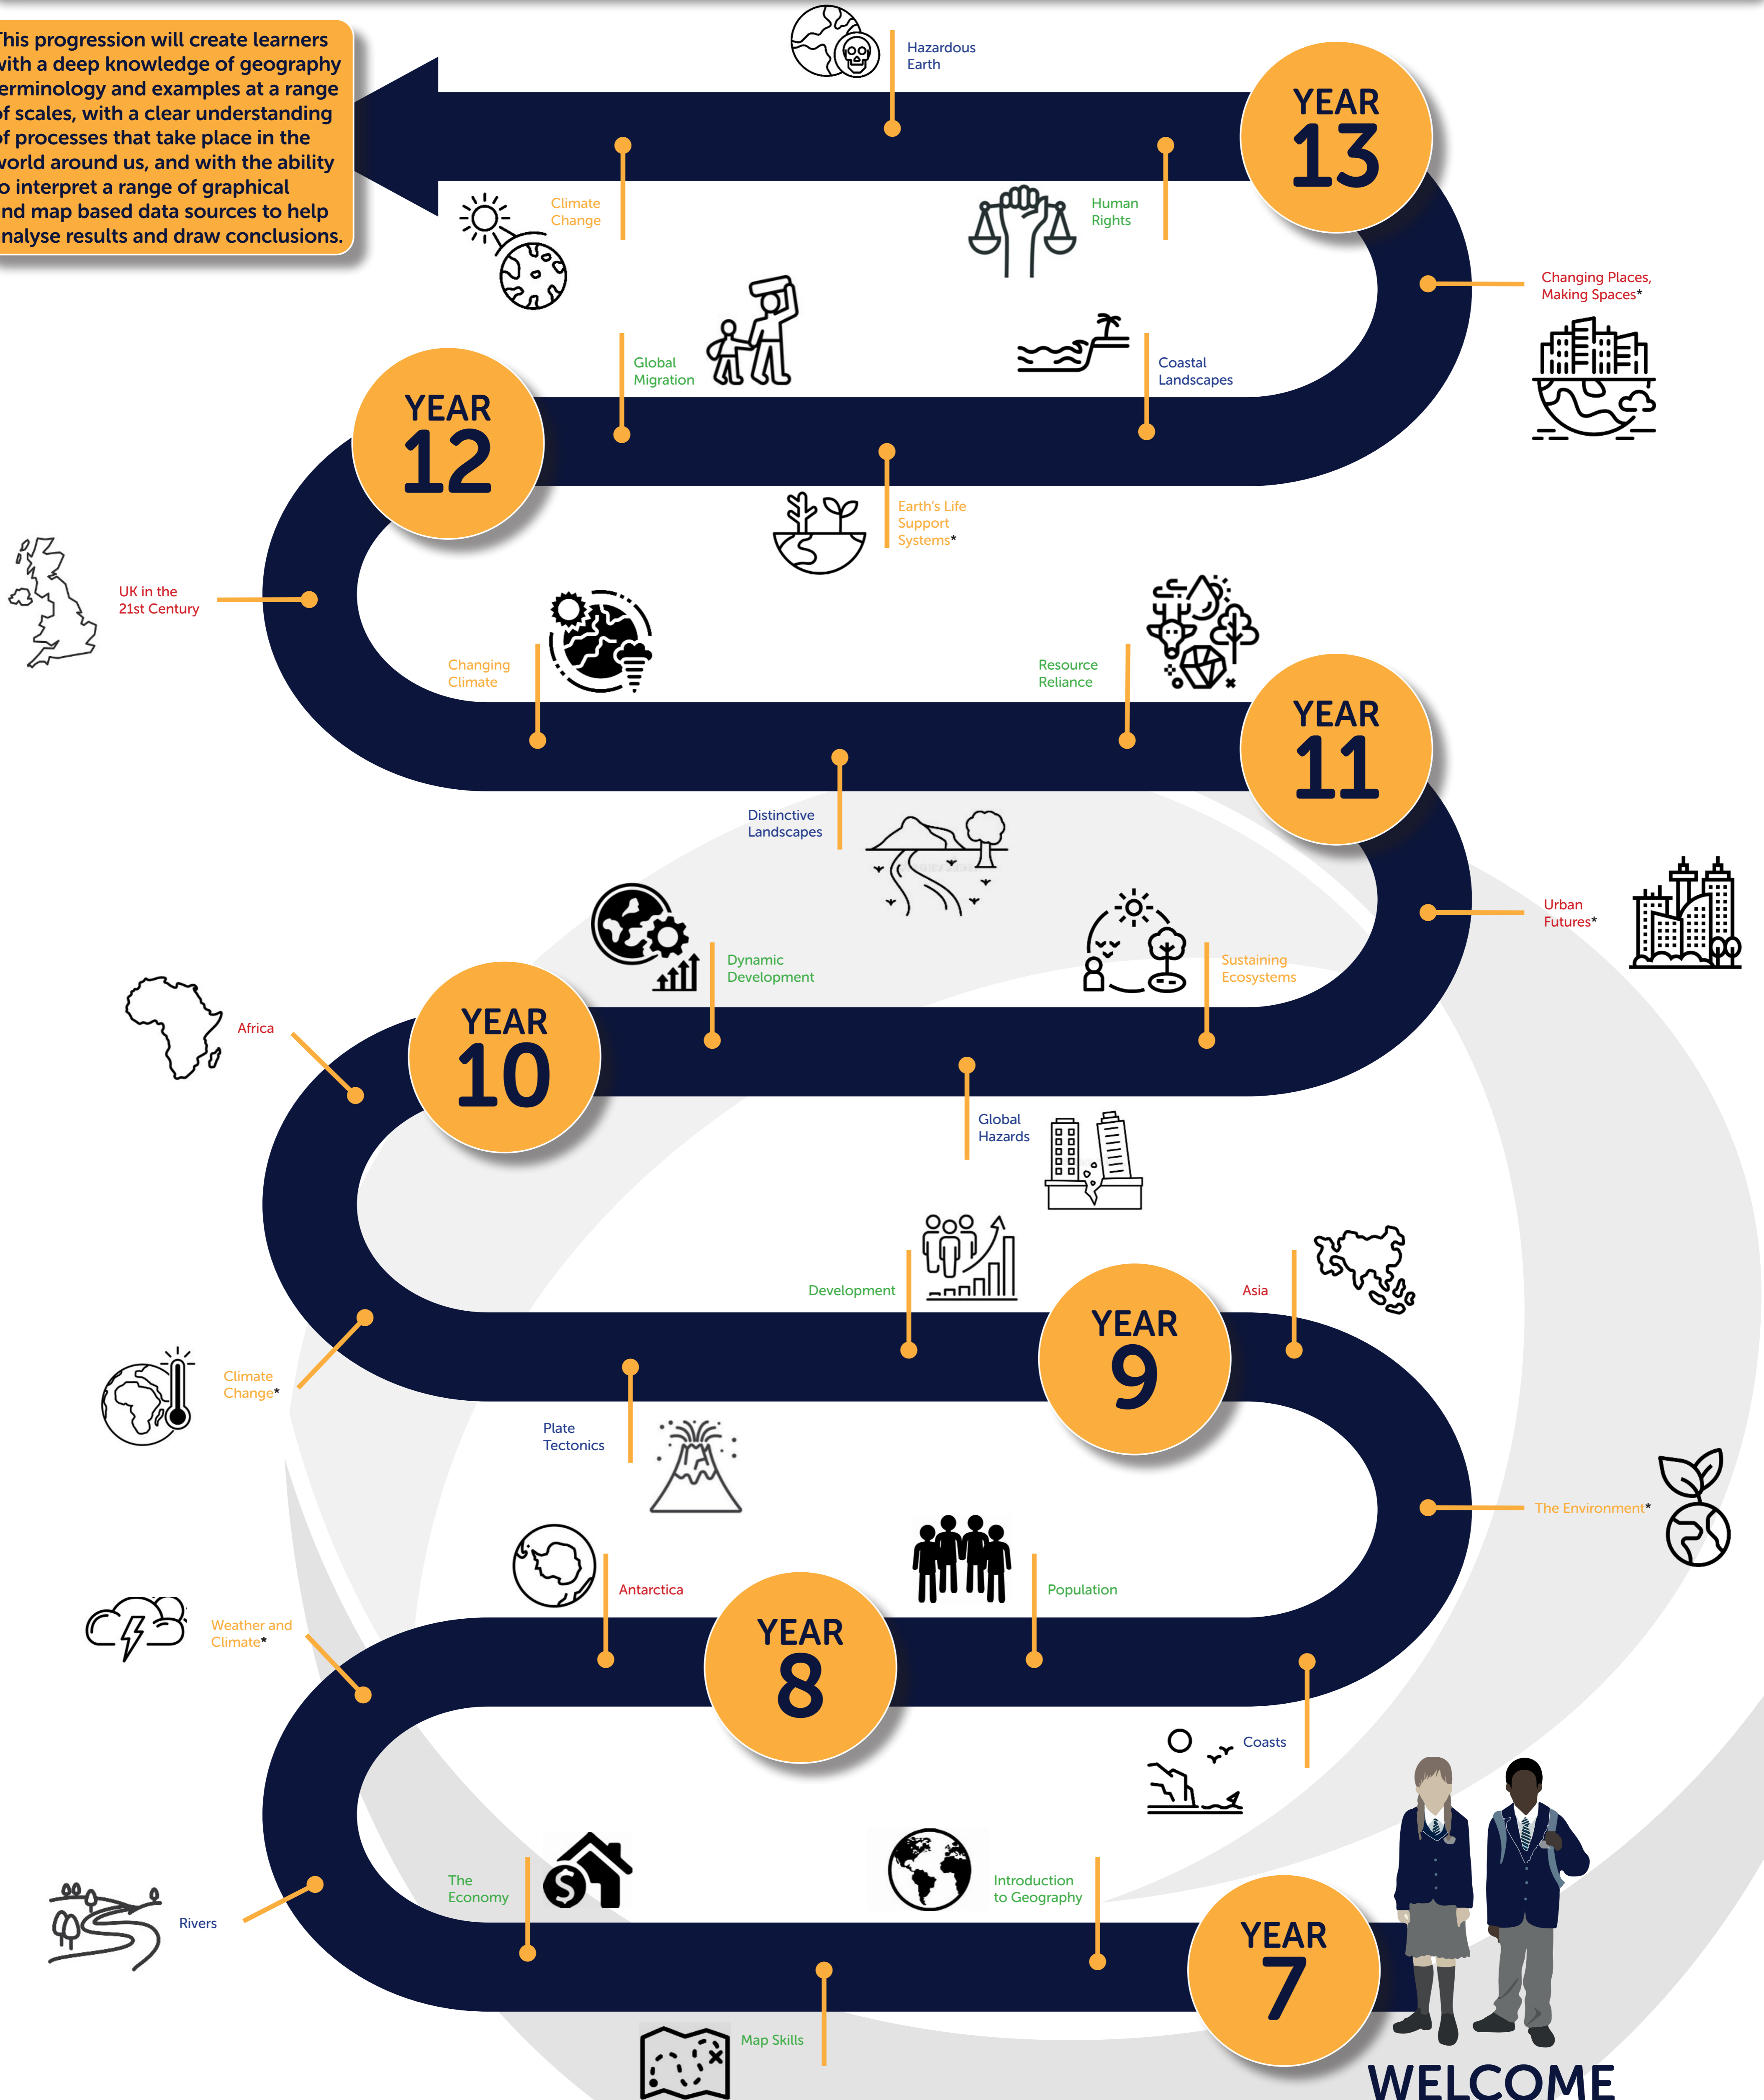 This progression will create learners
with a deep knowledge of geography
terminology and examples at a range
of scales, with a clear understanding
of processes that take place in the
world around us, and with the ability
to interpret a range of graphical
and map based data sources to help
analyse results and draw conclusions.
Hazardous
Earth
YEAR
13
Climate
Change
Human
Rights
Changing Places,
Making Spaces*
Global
Migration
Coastal
Landscapes
YEAR
12
Earth's Life
Support
Systems*
UK in the
21st Century
Changing
Climate
Resource
Reliance
YEAR
11
Distinctive
Landscapes
Urban
Futures*
Dynamic
Development
Sustaining
Ecosystems
Africa
YEAR
10
Global
Hazards
Development
Asia
YEAR
9
Climate
Change*
Plate
Tectonics
The Environment*
Antarctica
Population
Weather and
Climate*
YEAR
8
Coasts
The
Economy
Introduction
to Geography
Rivers
YEAR
7
Map Skills
WELCOME